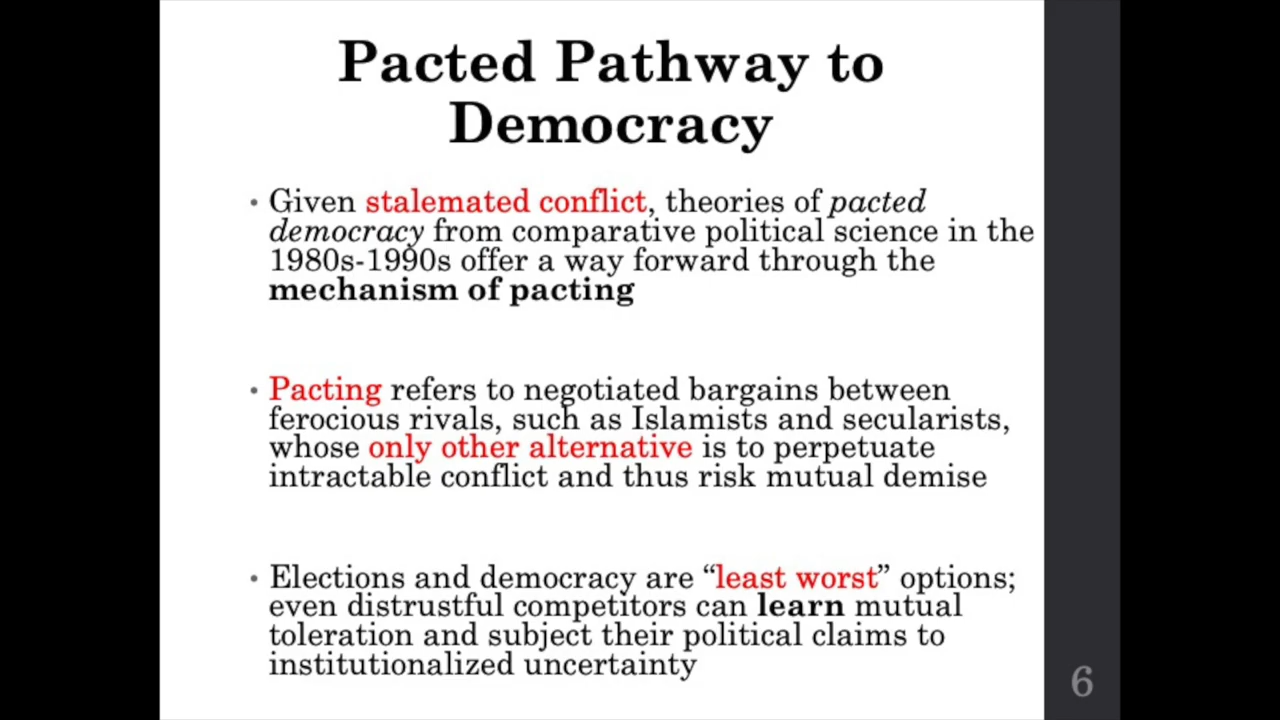 Pacted Pathway to
Democracy
• Given stalemated conflict, theories of pacted
democracy from comparative political science in the
1980s-1990s offer a way forward through the
mechanism of pacting
• Pacting refers to negotiated bargains between
ferocious rivals, such as Islamists and secularists,
whose only other alternative is to perpetuate
intractable conflict and thus risk mutual demise
• Elections and democracy are “least worst” options;
even distrustful competitors can learn mutual
toleration and subject their political claims to
institutionalized uncertainty
6